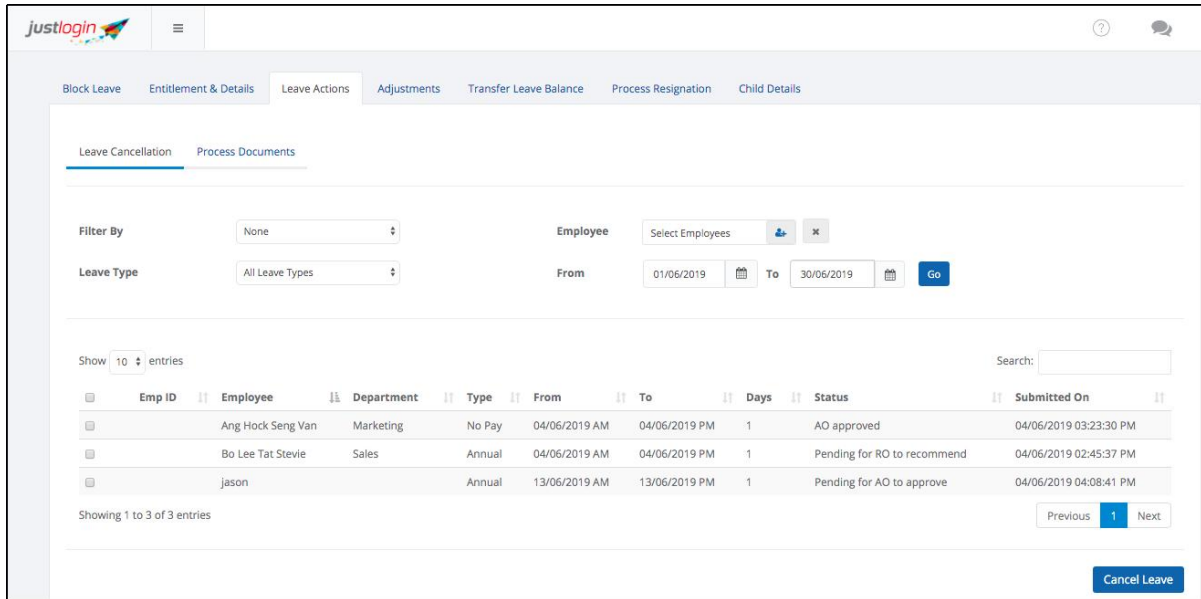 justlogin
Block Leave Entitlement & Details Leave Actions Adjustments Transfer Leave Balance Process Resignation Child Details
Leave Cancellation Process Documents
Filter By None Employee Select Employees
Leave Type All Leave Types From 01/06/2019 To 30/06/2019 Go
Show 10 entries Search:
Emp ID Employee Department Type From To Days Status Submitted On
Ang Hock Seng Van Marketing No Pay 04/06/2019 AM 04/06/2019 PM 1 AO approved 04/06/2019 03:23:30 PM
Bo Lee Tat Stevie Sales Annual 04/06/2019 AM 04/06/2019 PM 1 Pending for RO to recommend 04/06/2019 02:45:37 PM
jason Annual 13/06/2019 AM 13/06/2019 PM 1 Pending for AO to approve 04/06/2019 04:08:41 PM
Showing 1 to 3 of 3 entries Previous 1 Next
Cancel Leave